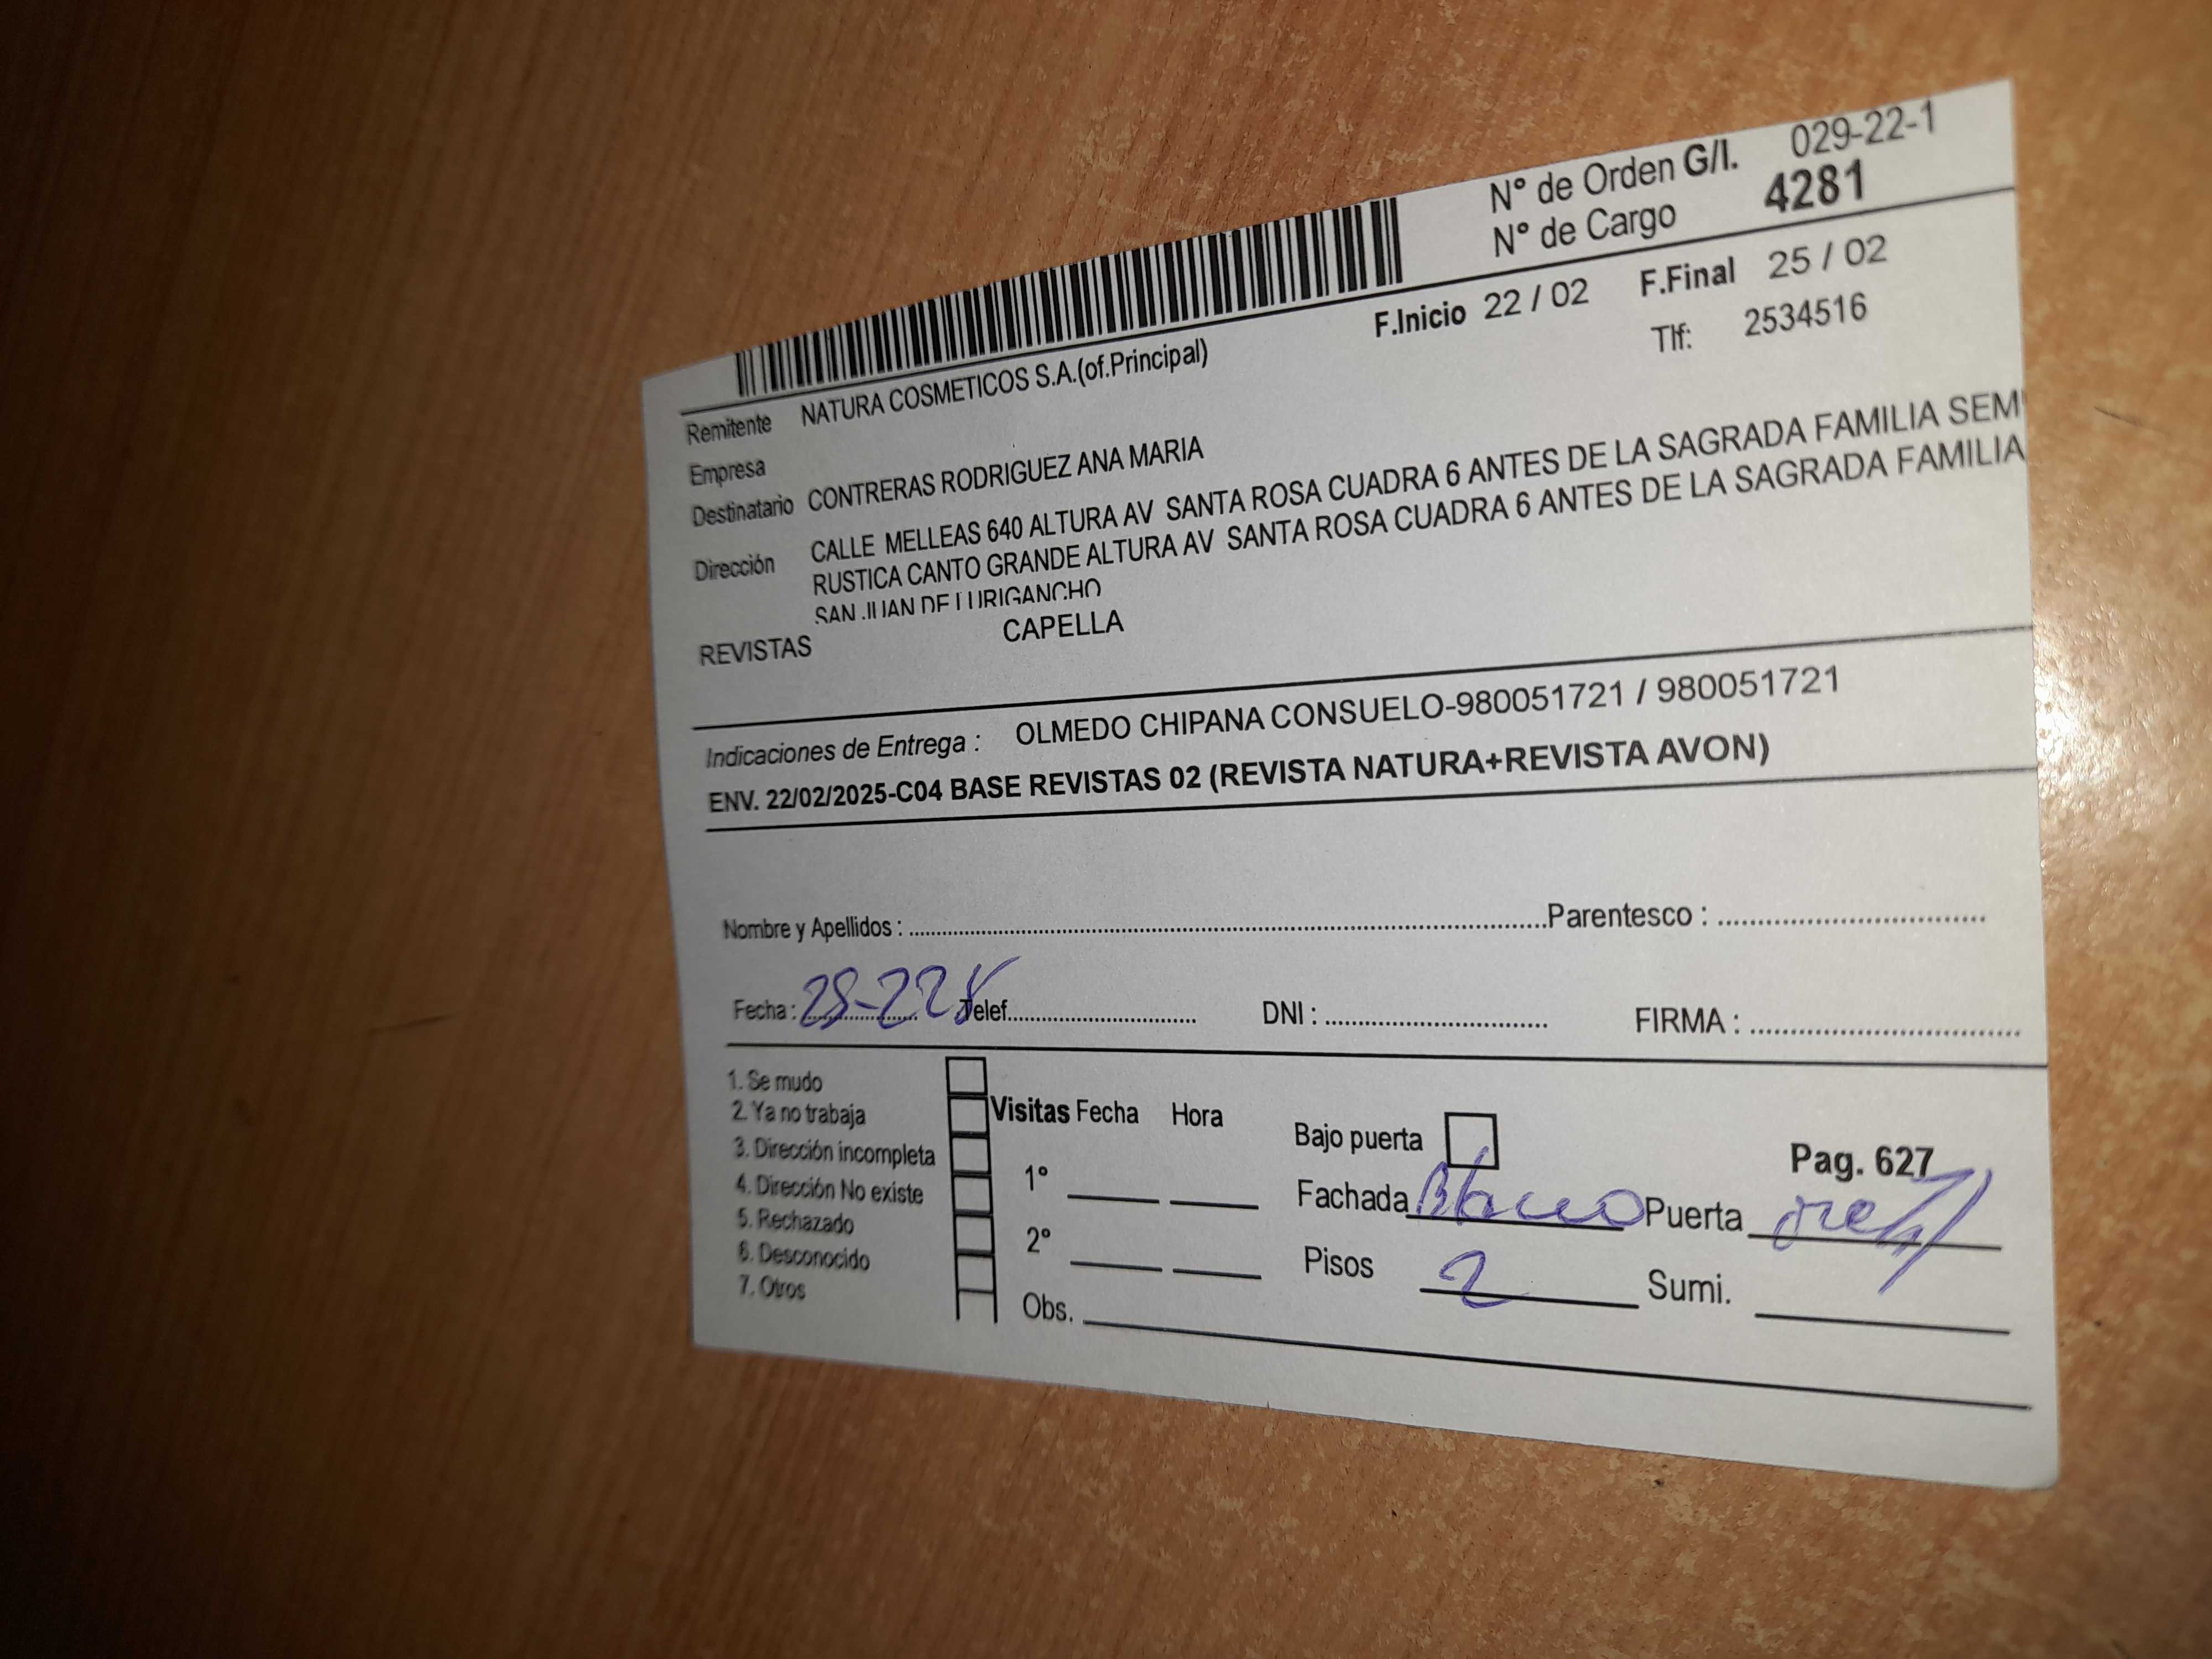 N° de Orden G/I. 029-22-1
N° de Cargo 4281
F.Inicio 22 / 02 F.Final 25 / 02
Remitente NATURA COSMETICOS S.A.(of.Principal) Tlf: 2534516
Empresa
Destinatario CONTRERAS RODRIGUEZ ANA MARIA
Dirección CALLE MELLEAS 640 ALTURA AV SANTA ROSA CUADRA 6 ANTES DE LA SAGRADA FAMILIA SEM
RUSTICA CANTO GRANDE ALTURA AV SANTA ROSA CUADRA 6 ANTES DE LA SAGRADA FAMILIA
SAN JUAN DE LURIGANCHO
REVISTAS CAPELLA
Indicaciones de Entrega : OLMEDO CHIPANA CONSUELO-980051721 / 980051721
ENV. 22/02/2025-C04 BASE REVISTAS 02 (REVISTA NATURA+REVISTA AVON)
Nombre y Apellidos : Parentesco :
Fecha : Telef. DNI : FIRMA :
1. Se mudo
2. Ya no trabaja
3. Dirección incompleta
4. Dirección No existe
5. Rechazado
6. Desconocido
7. Otros
Visitas Fecha Hora
1°
2°
Obs.
Bajo puerta
Pag. 627
Fachada Blanco Puerta
Pisos 2 Sumi.